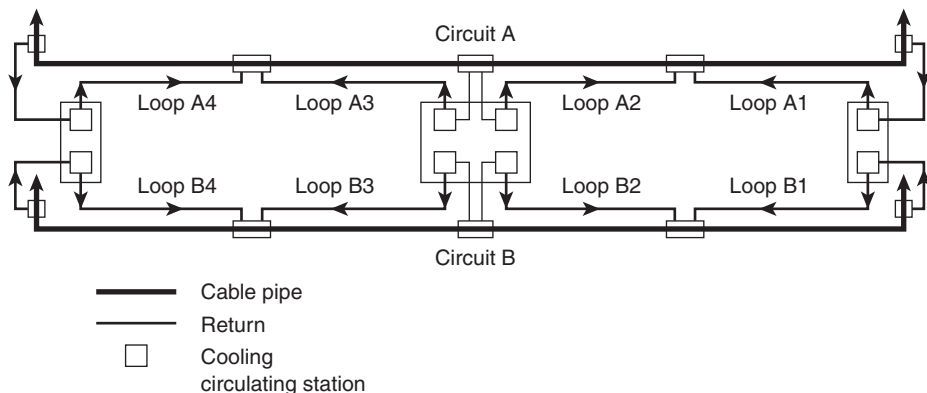 Circuit A
Loop A4
Loop A3
Loop A2
Loop A1
Loop B4
Loop B3
Loop B2
Loop B1
Circuit B
Cable pipe
Return
Cooling
circulating station